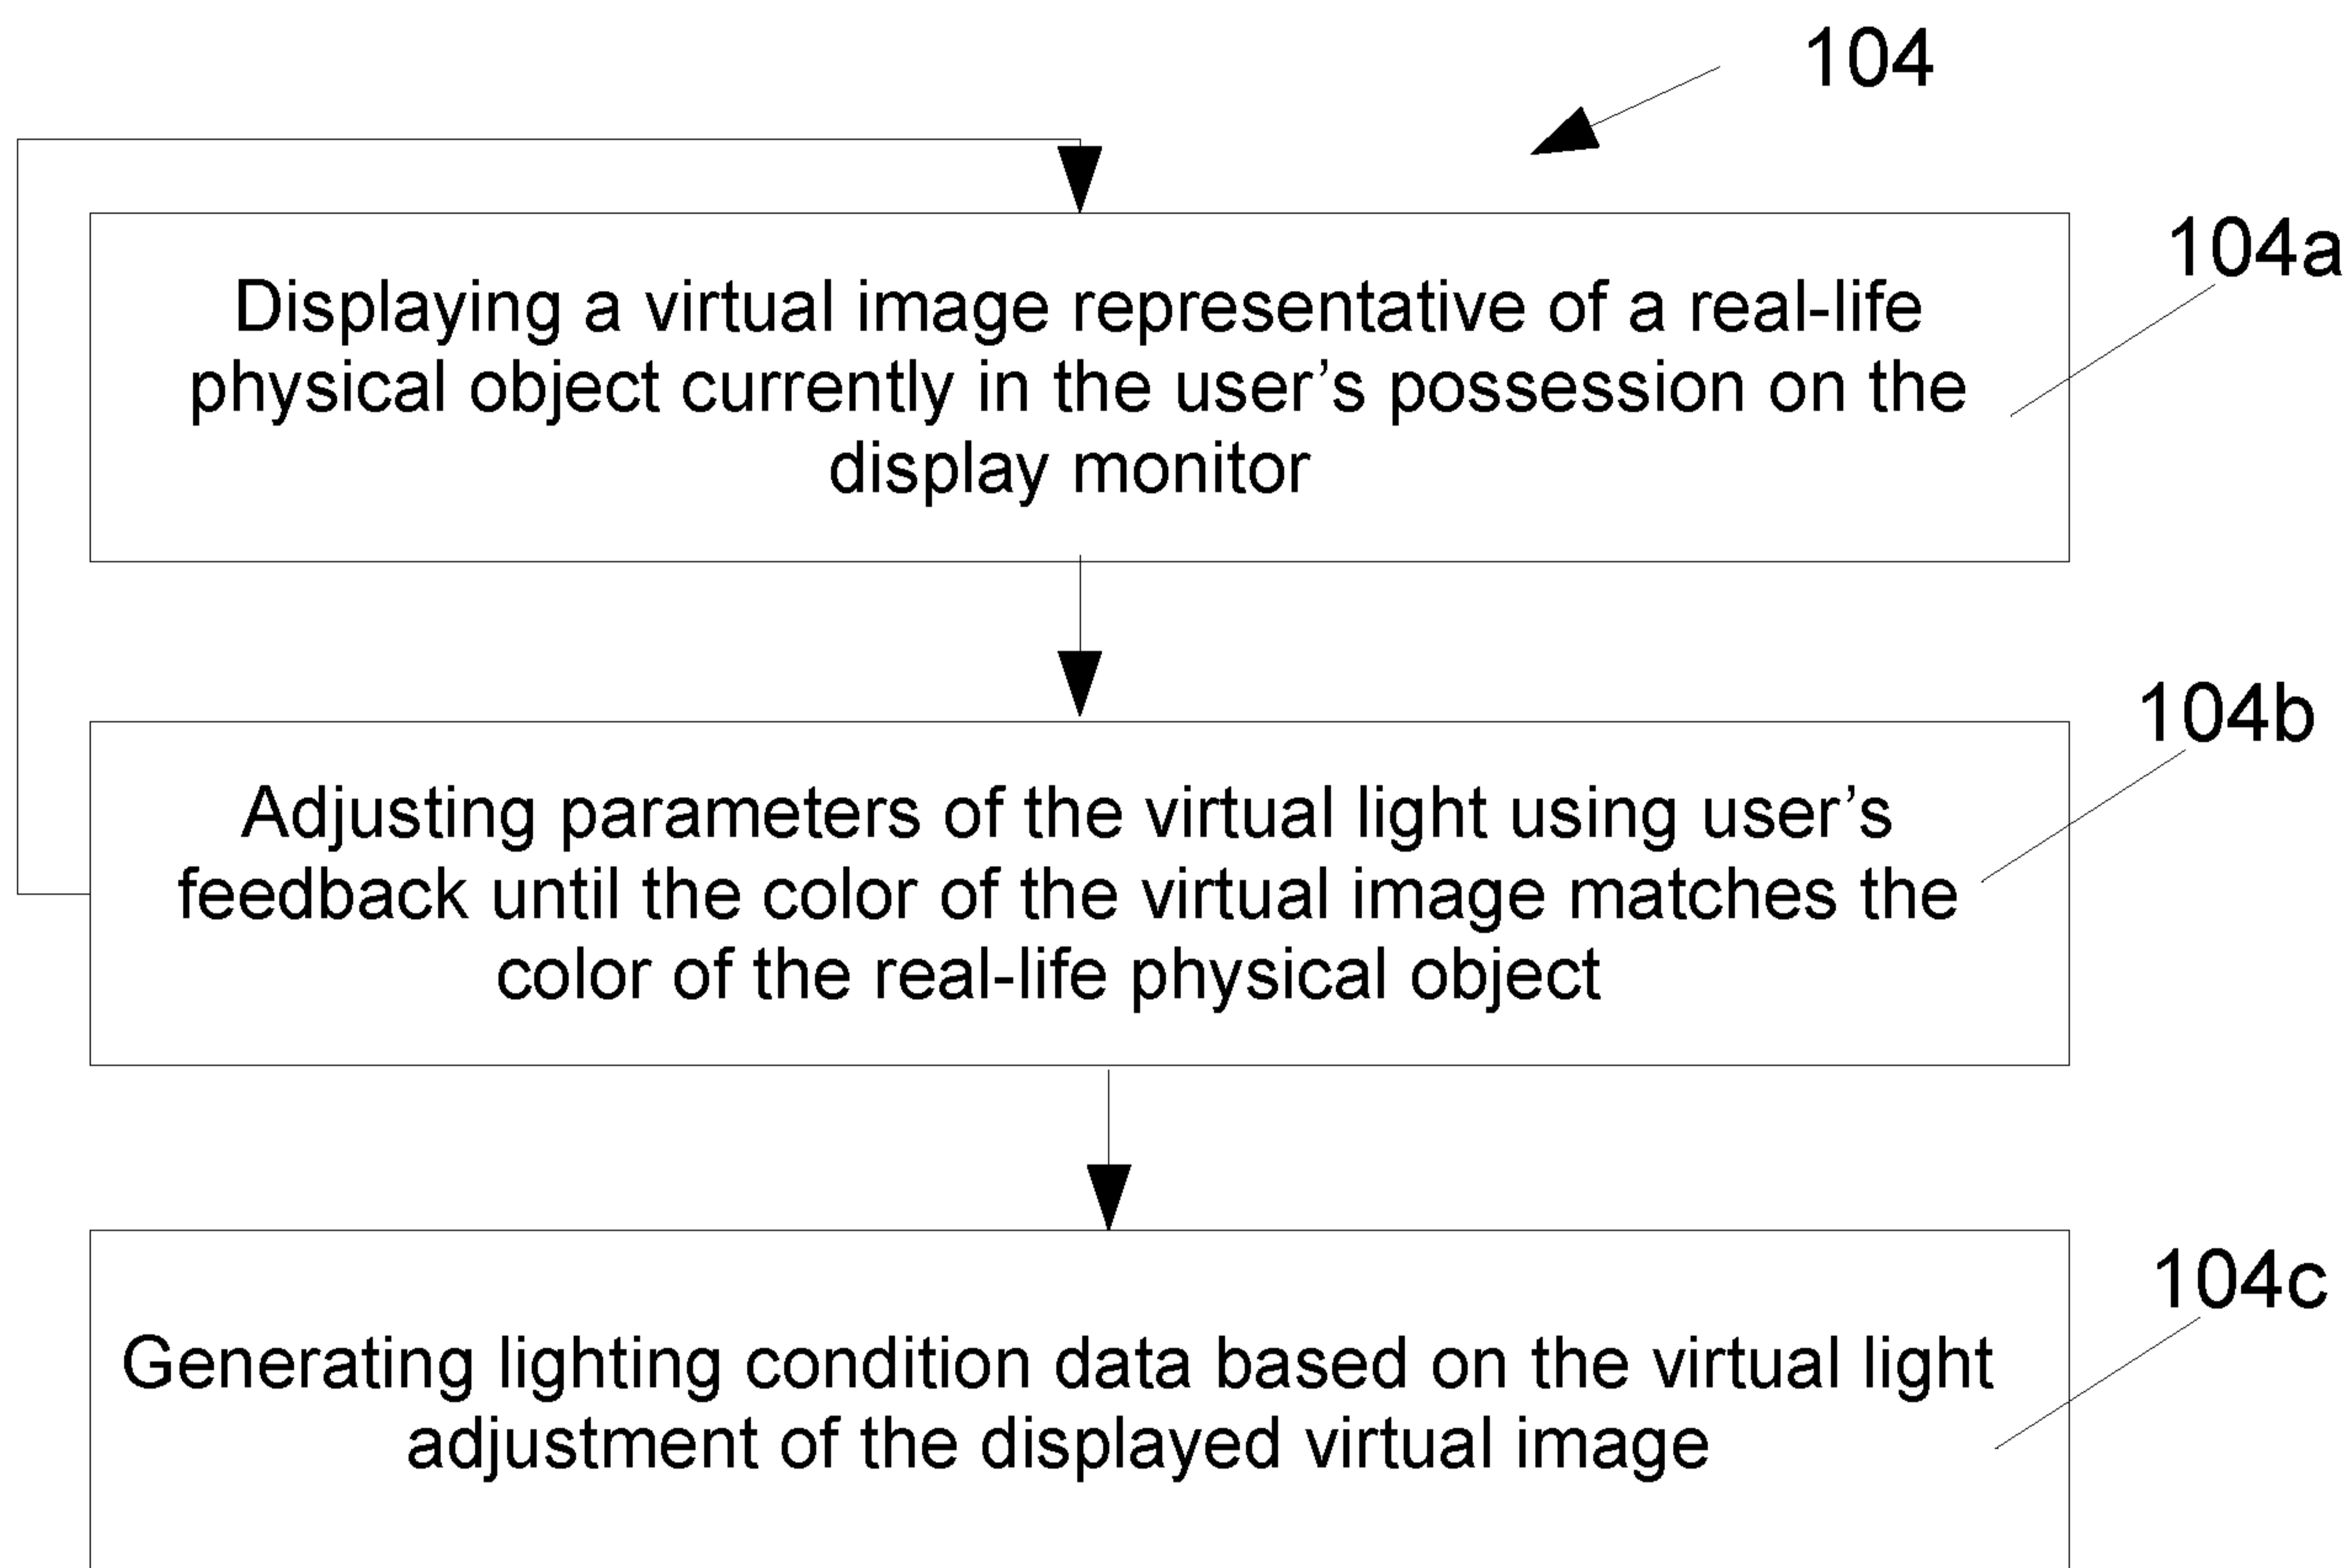 104
104a
Displaying a virtual image representative of a real-life
physical object currently in the user’s possession on the
display monitor
104b
Adjusting parameters of the virtual light using user’s
feedback until the color of the virtual image matches the
color of the real-life physical object
104c
Generating lighting condition data based on the virtual light
adjustment of the displayed virtual image